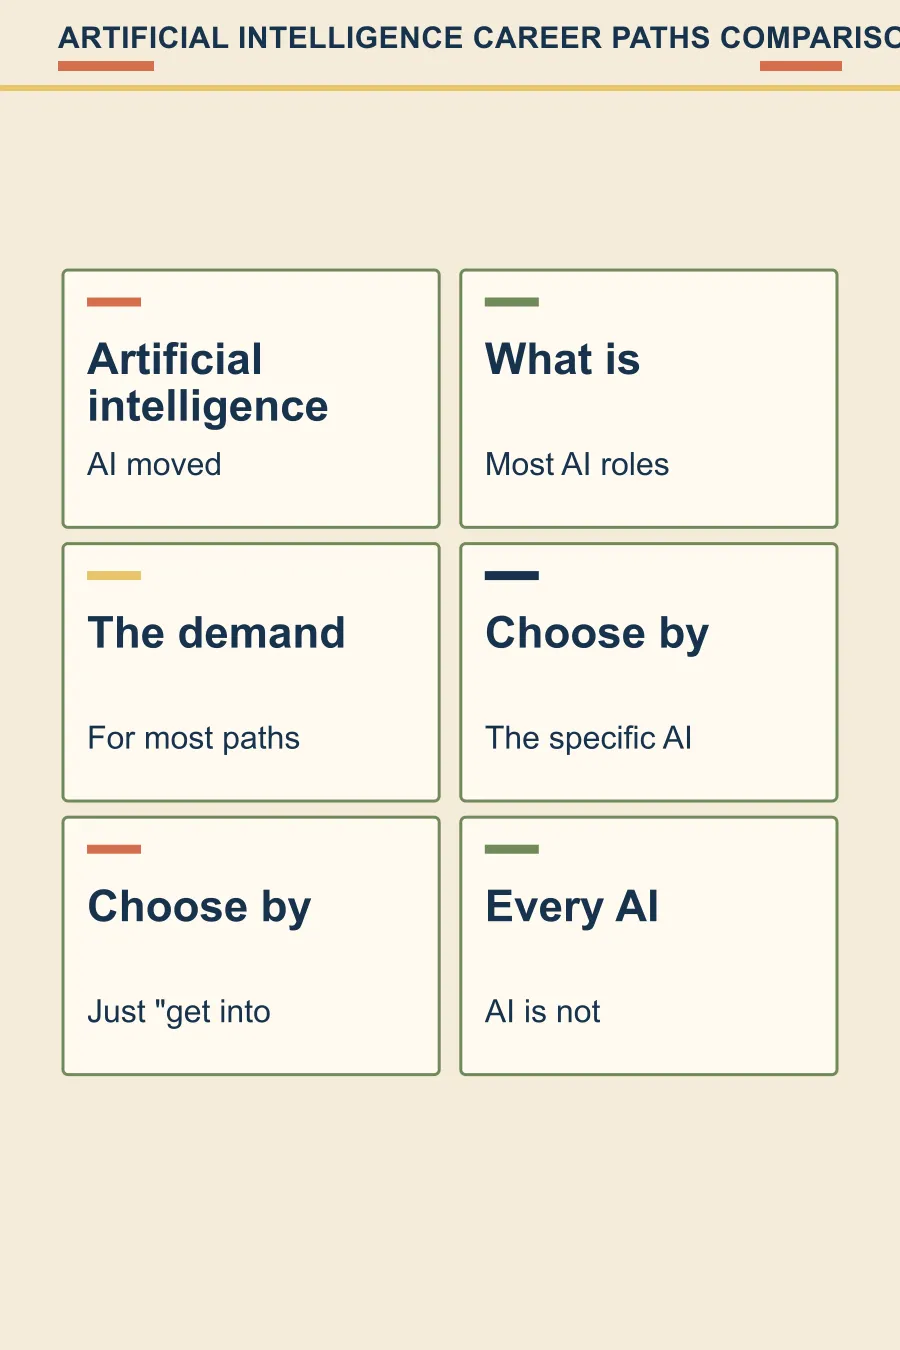 ARTIFICIAL INTELLIGENCE CAREER PATHS COMPARISO
Artificial
intelligence
AI moved
What is
Most AI roles
The demand
For most paths
Choose by
The specific AI
Choose by
Just "get into
Every AI
AI is not